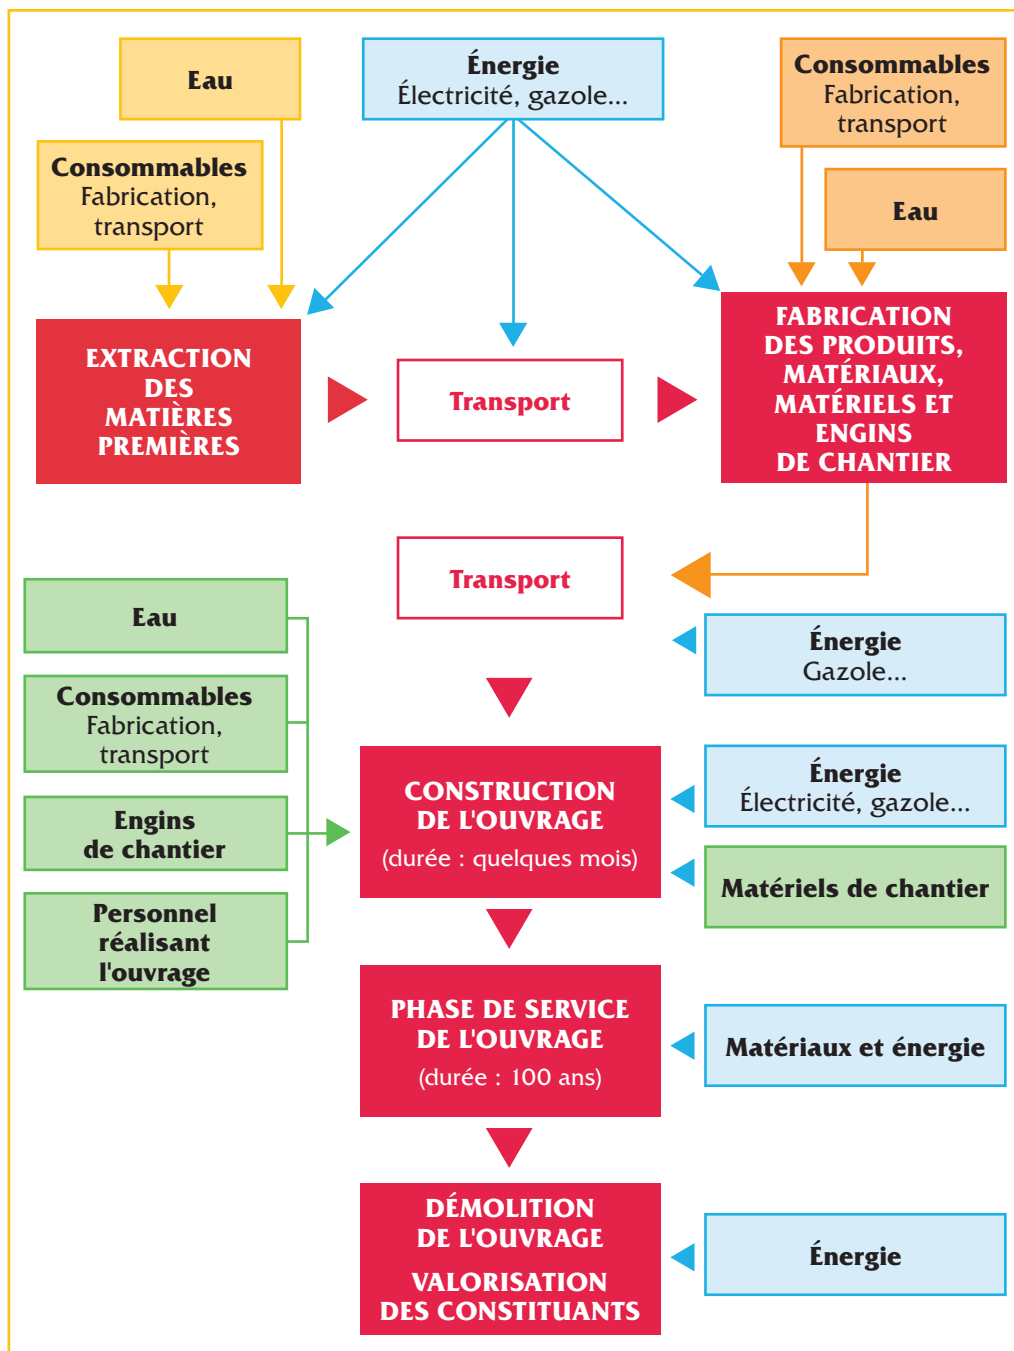 Eau
Énergie
Électricité, gazole...
Consommables
Fabrication,
transport
Consommables
Fabrication,
transport
Eau
EXTRACTION
DES
MATIÈRES
PREMIÈRES
Transport
FABRICATION
DES PRODUITS,
MATÉRIAUX,
MATÉRIELS ET
ENGINS
DE CHANTIER
Transport
Eau
Énergie
Gazole...
Consommables
Fabrication,
transport
CONSTRUCTION
DE L'OUVRAGE
(durée : quelques mois)
Énergie
Électricité, gazole...
Engins
de chantier
Matériels de chantier
Personnel
réalisant
l'ouvrage
PHASE DE SERVICE
DE L'OUVRAGE
(durée : 100 ans)
Matériaux et énergie
DÉMOLITION
DE L'OUVRAGE
VALORISATION
DES CONSTITUANTS
Énergie